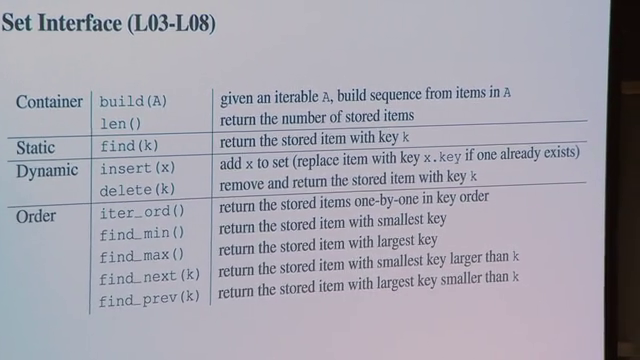 Set Interface (L03-L08)
Container build(A) given an iterable A, build sequence from items in A
len() return the number of stored items
Static find(k) return the stored item with key k
Dynamic insert(x) add x to set (replace item with key x.key if one already exists)
delete(k) remove and return the stored item with key k
Order iter_ord() return the stored items one-by-one in key order
find_min() return the stored item with smallest key
find_max() return the stored item with largest key
find_next(k) return the stored item with smallest key larger than k
find_prev(k) return the stored item with largest key smaller than k